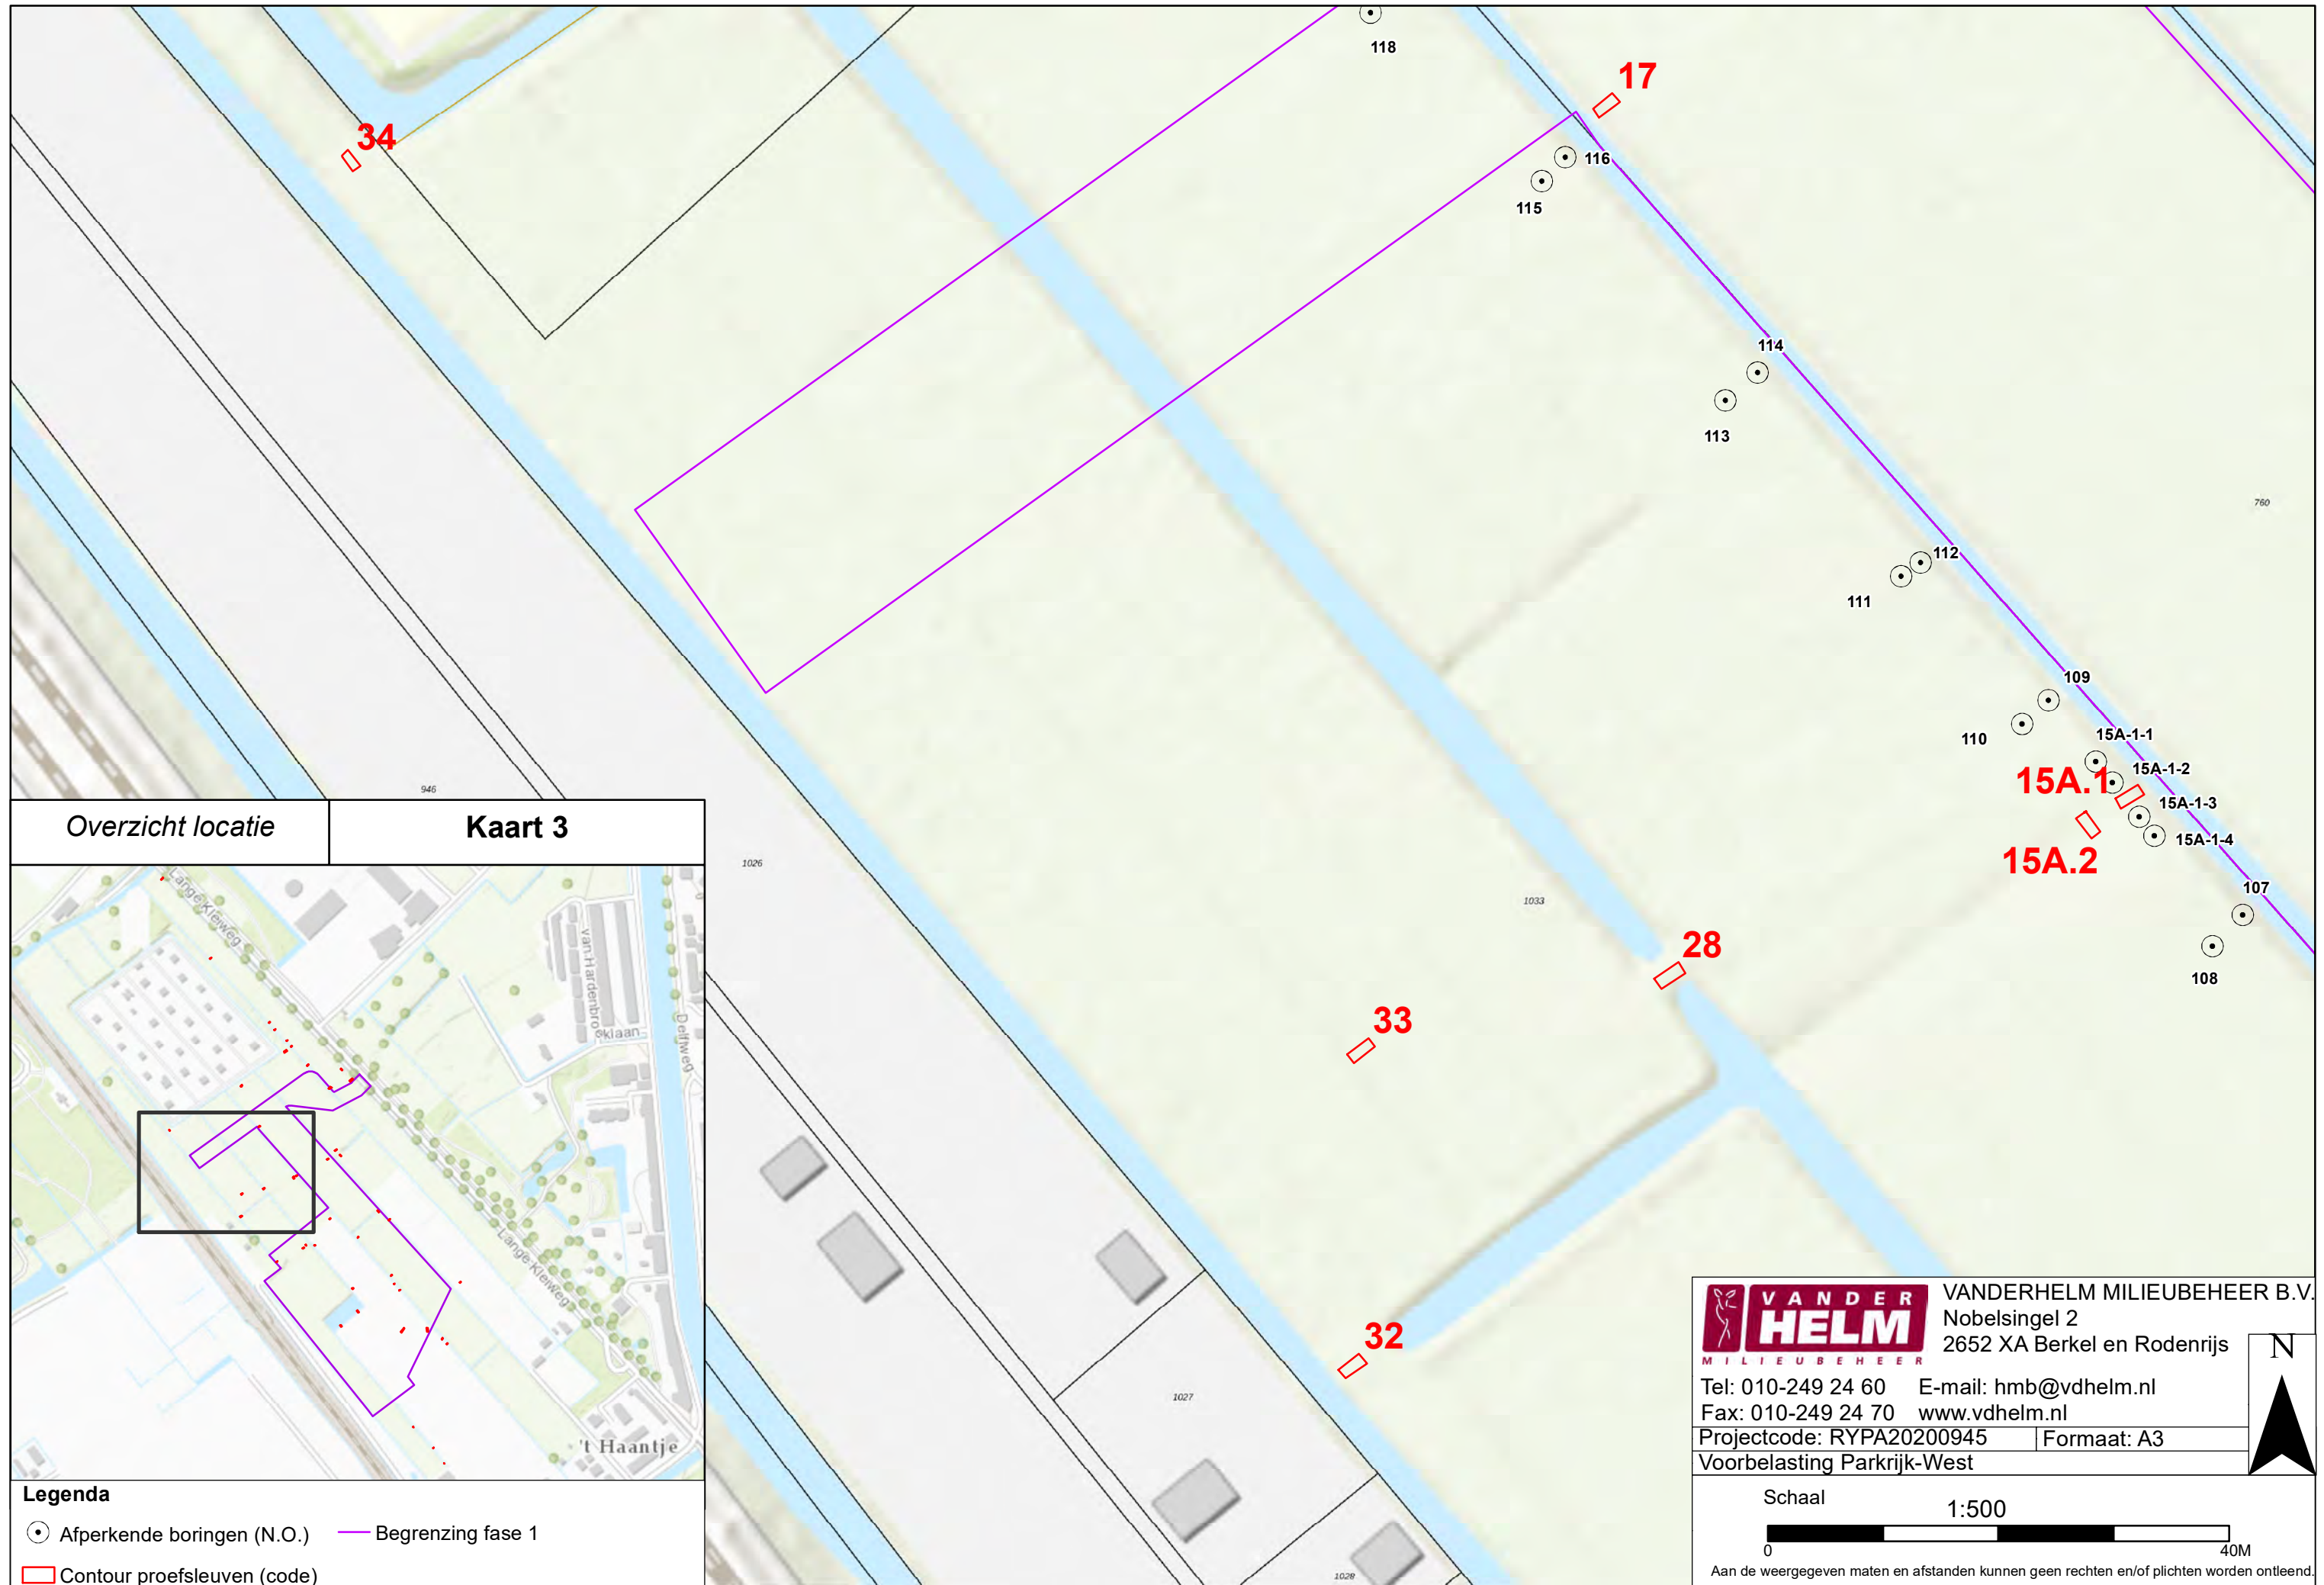 118
17
34
116
115
114
113
760
112
111
109
110
15A-1-1
15A.1
15A-1-2
15A-1-3
15A-1-4
15A.2
946
Overzicht locatie
Kaart 3
1026
1033
107
108
28
33
32
1027
1028
Lange Kleiweg
van Hardenbro
eklaan
Delftweg
Lange Kleiweg
't Haantje
Legenda
Afperkende boringen (N.O.)
Begrenzing fase 1
Contour proefsleuven (code)
VANDER
HELM
MILIEUBEHEER
VANDERHELM MILIEUBEHEER B.V.
Nobelsingel 2
2652 XA Berkel en Rodenrijs
N
Tel: 010-249 24 60 E-mail: hmb@vdhelm.nl
Fax: 010-249 24 70 www.vdhelm.nl
Projectcode: RYPA20200945
Formaat: A3
Voorbelasting Parkrijk-West
Schaal
1:500
0
40M
Aan de weergegeven maten en afstanden kunnen geen rechten en/of plichten worden ontleend.